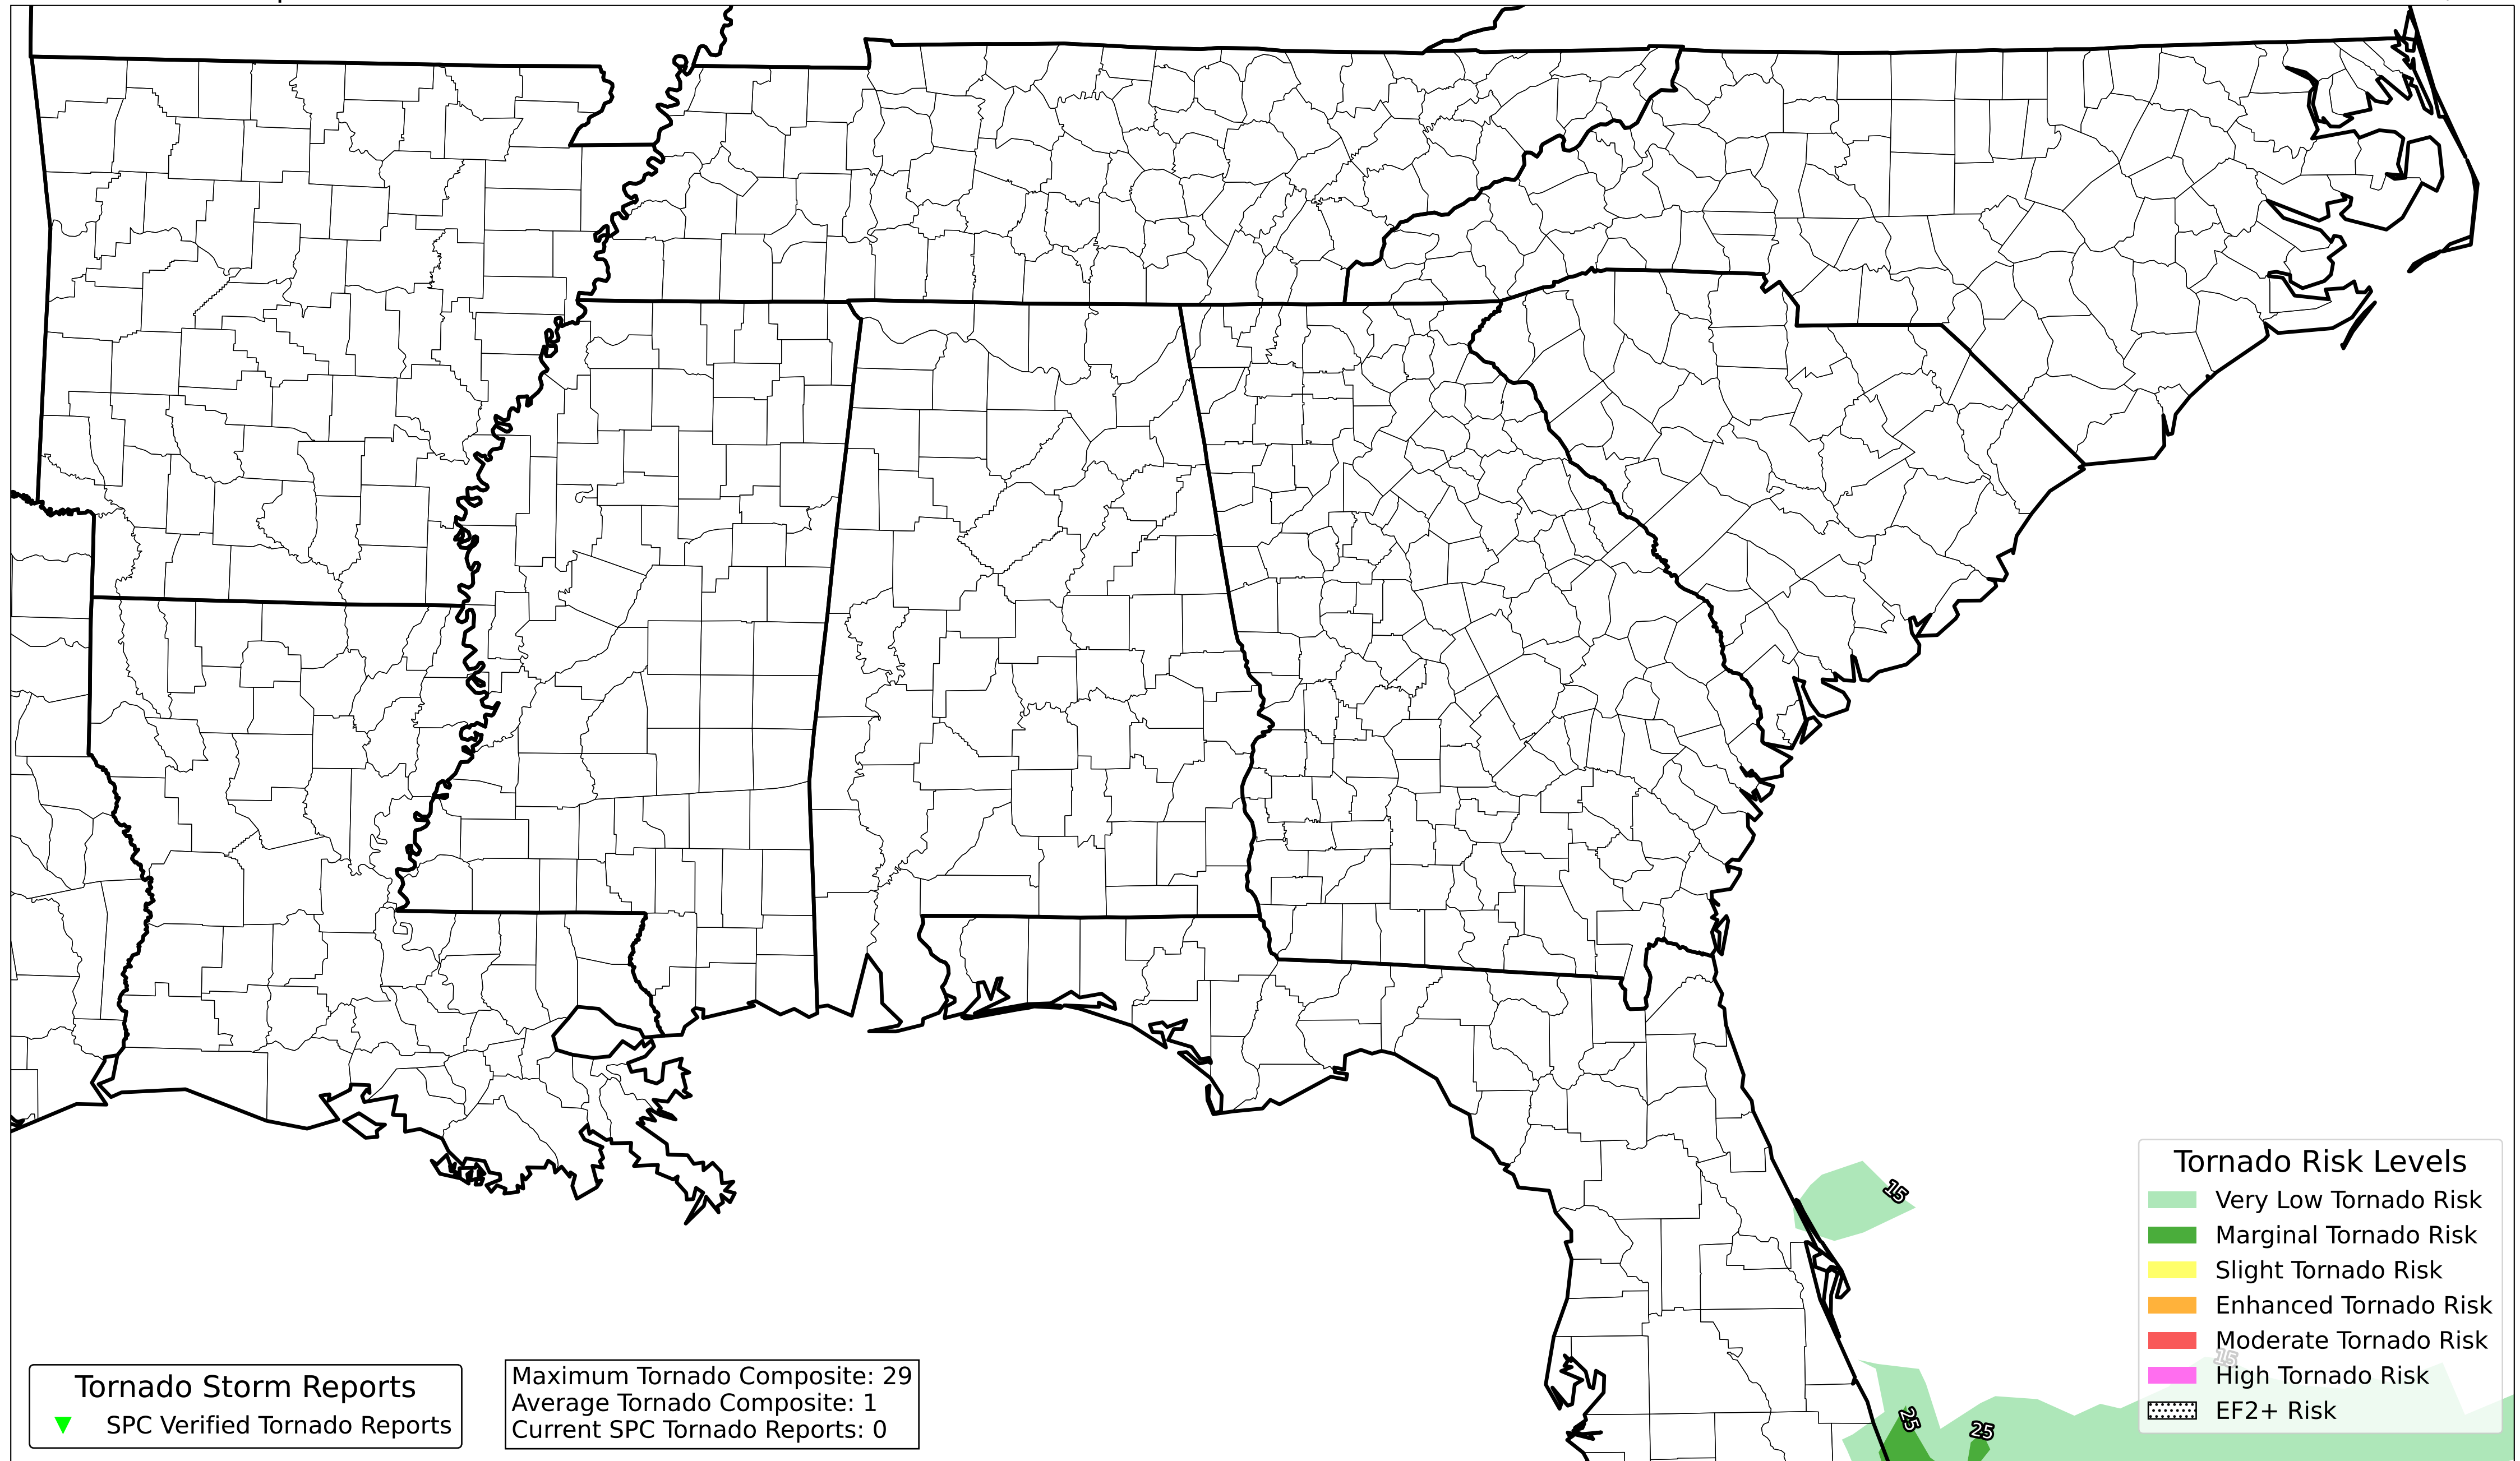 15
Tornado Risk Levels
Very Low Tornado Risk
Marginal Tornado Risk
Slight Tornado Risk
Enhanced Tornado Risk
Moderate Tornado Risk
15
High Tornado Risk
EF2+ Risk
25
25
Tornado Storm Reports
SPC Verified Tornado Reports
Maximum Tornado Composite: 29
Average Tornado Composite: 1
Current SPC Tornado Reports: 0